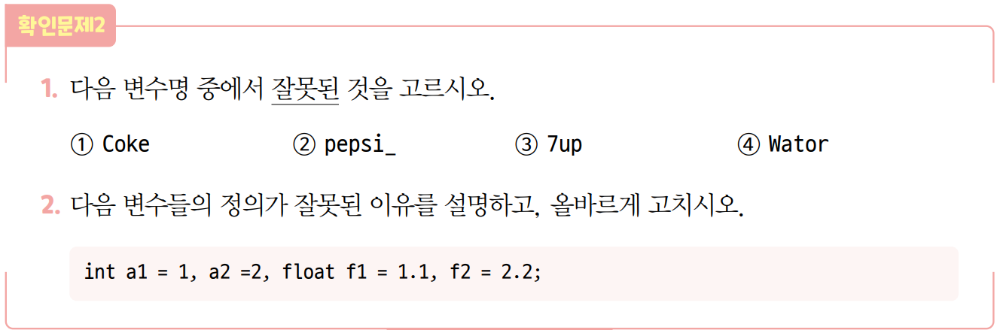 확인문제2
1. 다음 변수명 중에서 잘못된 것을 고르시오.
① Coke ② pepsi_ ③ 7up ④ Wator
2. 다음 변수들의 정의가 잘못된 이유를 설명하고, 올바르게 고치시오.
int a1 = 1, a2 =2, float f1 = 1.1, f2 = 2.2;